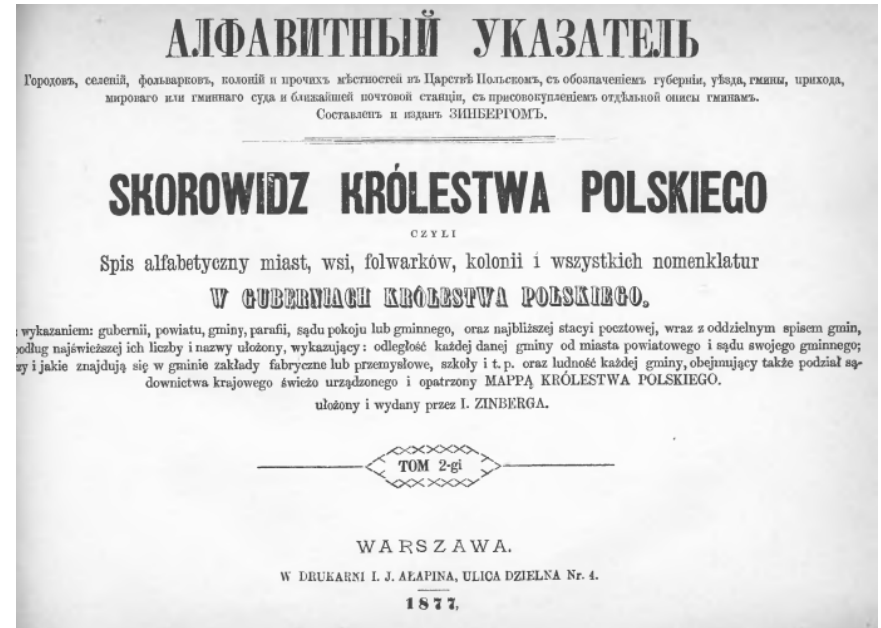 АЛФАВИТНЫЙ УКАЗАТЕЛЬ
Городовъ, селеній, фольварковъ, колоній и прочихъ мѣстностей въ Царствѣ Польскомъ, съ обозначеніемъ губерніи, уѣзда, гмины, прихода,
мироваго или гминнаго суда и ближайшей почтовой станціи, съ присовокупленіемъ отдѣльной описи гминамъ.
Составленъ и изданъ ЗИНБЕРГОМЪ.
SKOROWIDZ KRÓLESTWA POLSKIEGO
CZYLI
Spis alfabetyczny miast, wsi, folwarków, kolonii i wszystkich nomenklatur
W GUBERNIACH KRÓLESTWA POLSKIEGO,
wykazaniem: gubernii, powiatu, gminy, parafii, sądu pokoju lub gminnego, oraz najbliższej stacyi pocztowej, wraz z oddzielnym spisem gmin,
podług najświeższej ich liczby i nazwy ułożony, wykazujący: odległość każdej danej gminy od miasta powiatowego i sądu swojego gminnego;
zy i jakie znajdują się w gminie zakłady fabryczne lub przemysłowe, szkoły i t. p. oraz ludność każdej gminy, obejmujący także podział są-
downictwa krajowego świeżo urządzonego i opatrzony MAPPĄ KRÓLESTWA POLSKIEGO.
ułożony i wydany przez I. ZINBERGA.
TOM 2-gi
WARSZAWA.
W DRUKARNI I. J. AŁAPINA, ULICA DZIELNA Nr. 4.
1877,